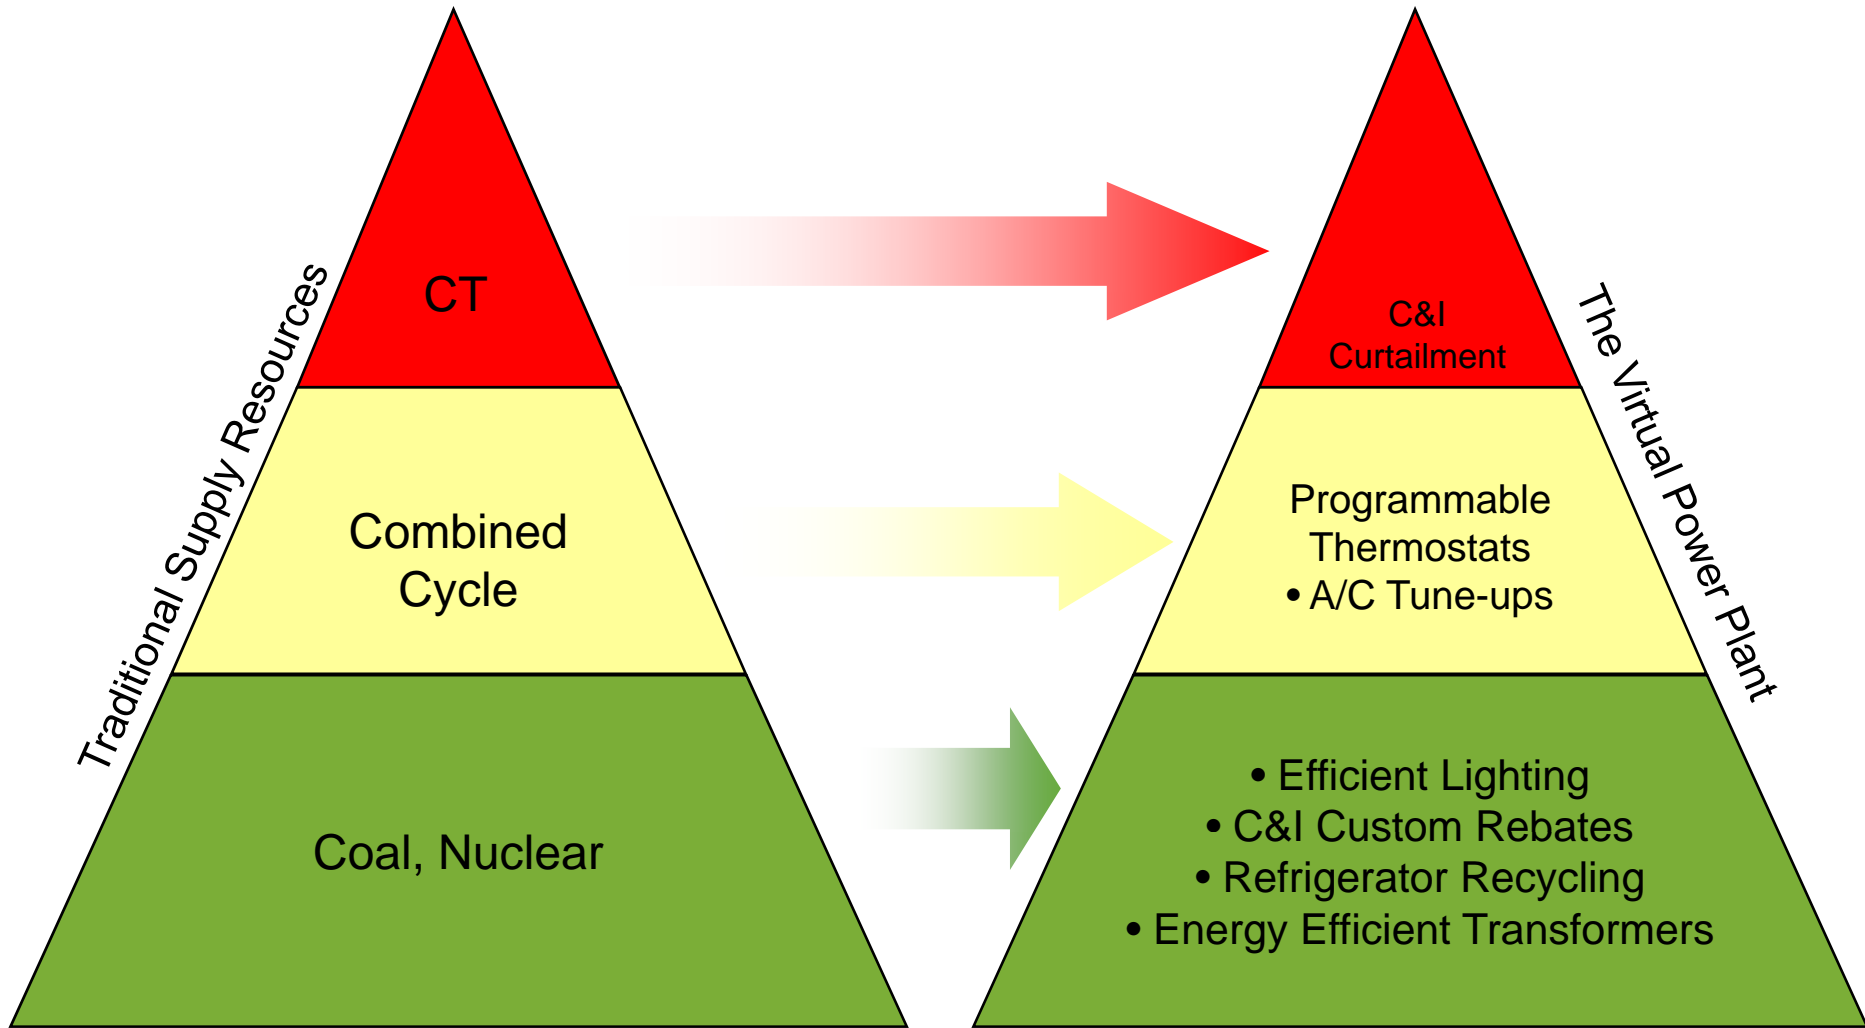 Traditional Supply Resources
CT
Combined
Cycle
Coal, Nuclear
The Virtual Power Plant
C&I
Curtailment
Programmable
Thermostats
• A/C Tune-ups
• Efficient Lighting
• C&I Custom Rebates
• Refrigerator Recycling
• Energy Efficient Transformers